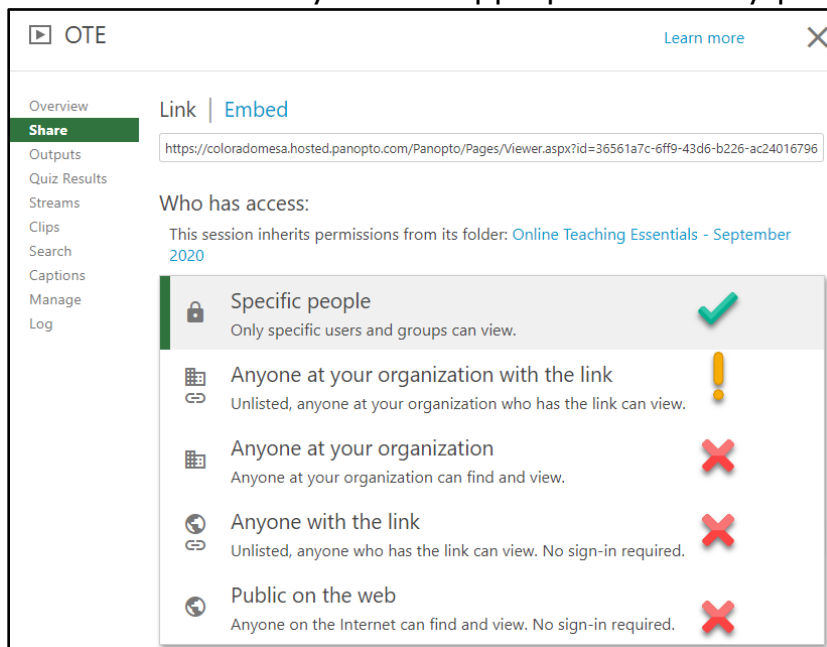 OTE
Learn more
Overview
Share
Outputs
Quiz Results
Streams
Clips
Search
Captions
Manage
Log
Link | Embed
https://coloradomesa.hosted.panopto.com/Panopto/Pages/Viewer.aspx?id=36561a7c-6ff9-43d6-b226-ac24016796
Who has access:
This session inherits permissions from its folder: Online Teaching Essentials - September
2020
Specific people
Only specific users and groups can view.
Anyone at your organization with the link
Unlisted, anyone at your organization who has the link can view.
Anyone at your organization
Anyone at your organization can find and view.
Anyone with the link
Unlisted, anyone who has the link can view. No sign-in required.
Public on the web
Anyone on the Internet can find and view. No sign-in required.